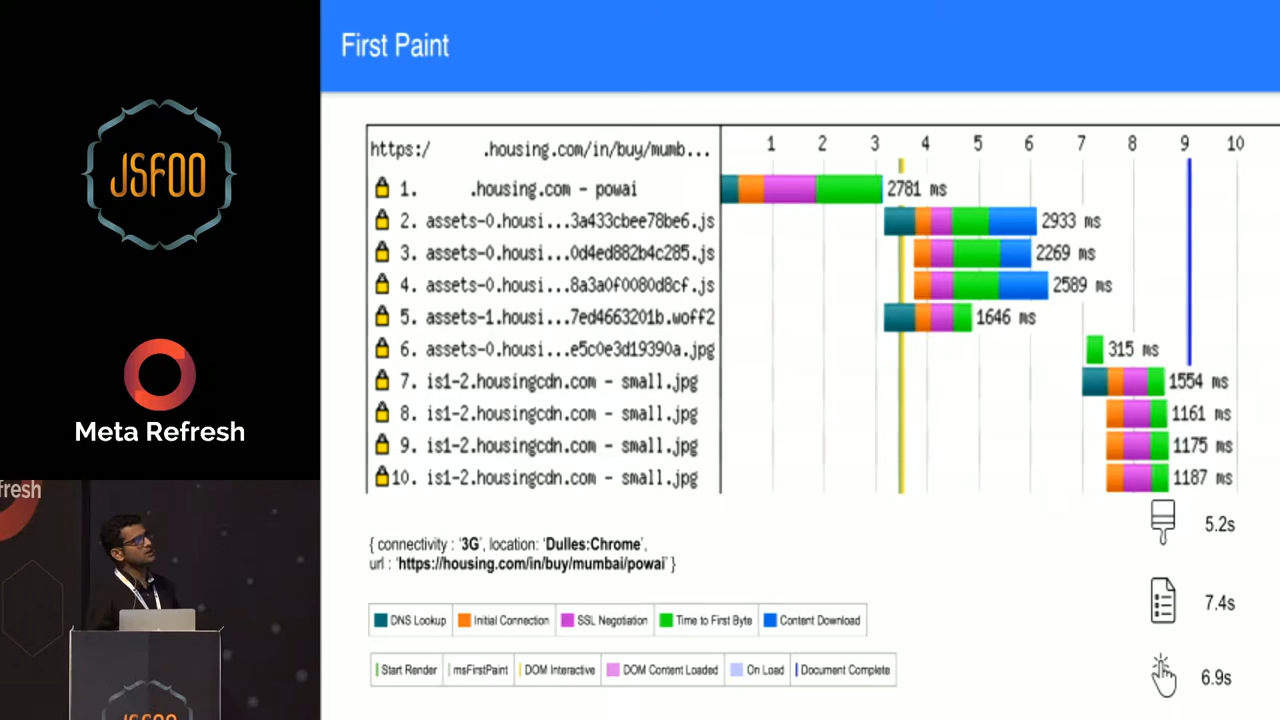 First Paint
JSFOO
Meta Refresh
fresh
JSFOO
https:/ .housing.com/in/buy/mumb...
1 2 3 4 5 6 7 8 9 10
1. .housing.com - powai 2781 ms
2. assets-0.housi...3a433cbee78be6.js 2933 ms
3. assets-0.housi...0d4ed882b4c285.js 2269 ms
4. assets-0.housi...8a3a0f0080d8cf.js 2589 ms
5. assets-1.housi...7ed4663201b.woff2 1646 ms
6. assets-0.housi...e5c0e3d19390a.jpg 315 ms
7. is1-2.housingcdn.com - small.jpg 1554 ms
8. is1-2.housingcdn.com - small.jpg 1161 ms
9. is1-2.housingcdn.com - small.jpg 1175 ms
10. is1-2.housingcdn.com - small.jpg 1187 ms
5.2s
{ connectivity : '3G', location: 'Dulles:Chrome',
url : 'https://housing.com/in/buy/mumbai/powai' }
7.4s
DNS Lookup Initial Connection SSL Negotiation Time to First Byte Content Download
Start Render msFirstPaint DOM Interactive DOM Content Loaded On Load Document Complete
6.9s